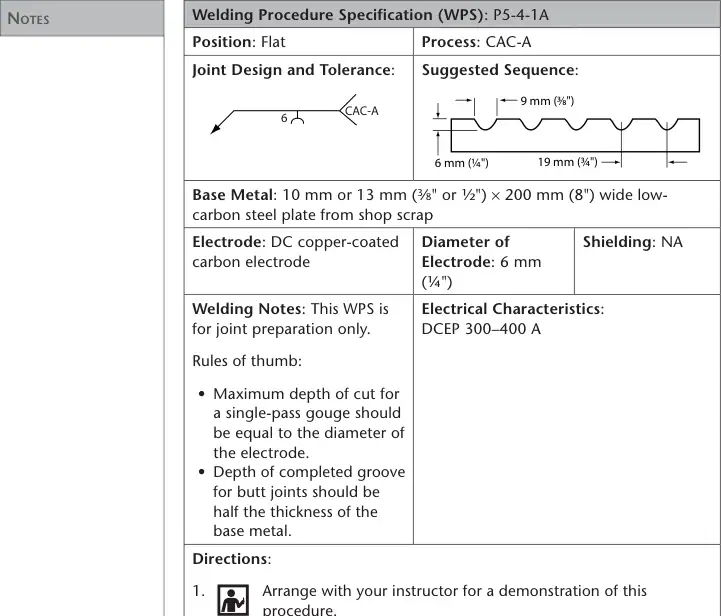 NOTES
Welding Procedure Specification (WPS): P5-4-1A
Position: Flat
Process: CAC-A
Joint Design and Tolerance:
6
CAC-A
Suggested Sequence:
9 mm (⅜")
6 mm (¼")
19 mm (¾")
Base Metal: 10 mm or 13 mm (⅜" or ½") × 200 mm (8") wide low-
carbon steel plate from shop scrap
Electrode: DC copper-coated
carbon electrode
Diameter of
Electrode: 6 mm
(¼")
Shielding: NA
Welding Notes: This WPS is
for joint preparation only.
Rules of thumb:
• Maximum depth of cut for
a single-pass gouge should
be equal to the diameter of
the electrode.
• Depth of completed groove
for butt joints should be
half the thickness of the
base metal.
Electrical Characteristics:
DCEP 300–400 A
Directions:
1. Arrange with your instructor for a demonstration of this
procedure.